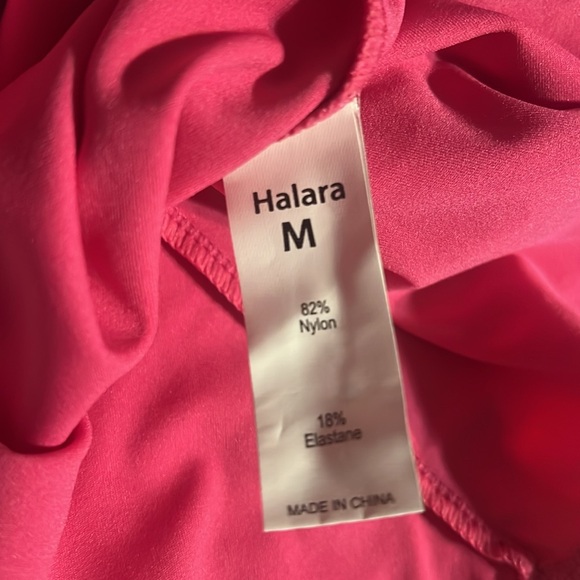 Halara
M
82%
Nylon
18%
Elastane
MADE IN CHINA